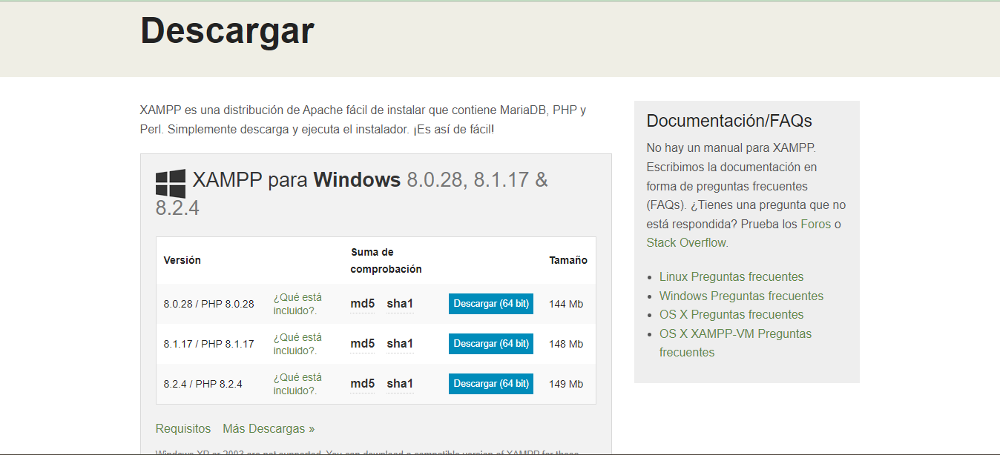 Descargar
XAMPP es una distribución de Apache fácil de instalar que contiene MariaDB, PHP y
Perl. Simplemente descarga y ejecuta el instalador. ¡Es así de fácil!
XAMPP para Windows 8.0.28, 8.1.17 &
8.2.4
Versión Suma de
comprobación Tamaño
8.0.28 / PHP 8.0.28 ¿Qué está
incluido?. md5 sha1 Descargar (64 bit) 144 Mb
8.1.17 / PHP 8.1.17 ¿Qué está
incluido?. md5 sha1 Descargar (64 bit) 148 Mb
8.2.4 / PHP 8.2.4 ¿Qué está
incluido?. md5 sha1 Descargar (64 bit) 149 Mb
Requisitos Más Descargas »
Windows XP or 2003 are not supported. You can download a compatible version of XAMPP for these
Documentación/FAQs
No hay un manual para XAMPP.
Escribimos la documentación en
forma de preguntas frecuentes
(FAQs). ¿Tienes una pregunta que no
está respondida? Prueba los Foros o
Stack Overflow.
• Linux Preguntas frecuentes
• Windows Preguntas frecuentes
• OS X Preguntas frecuentes
• OS X XAMPP-VM Preguntas
frecuentes